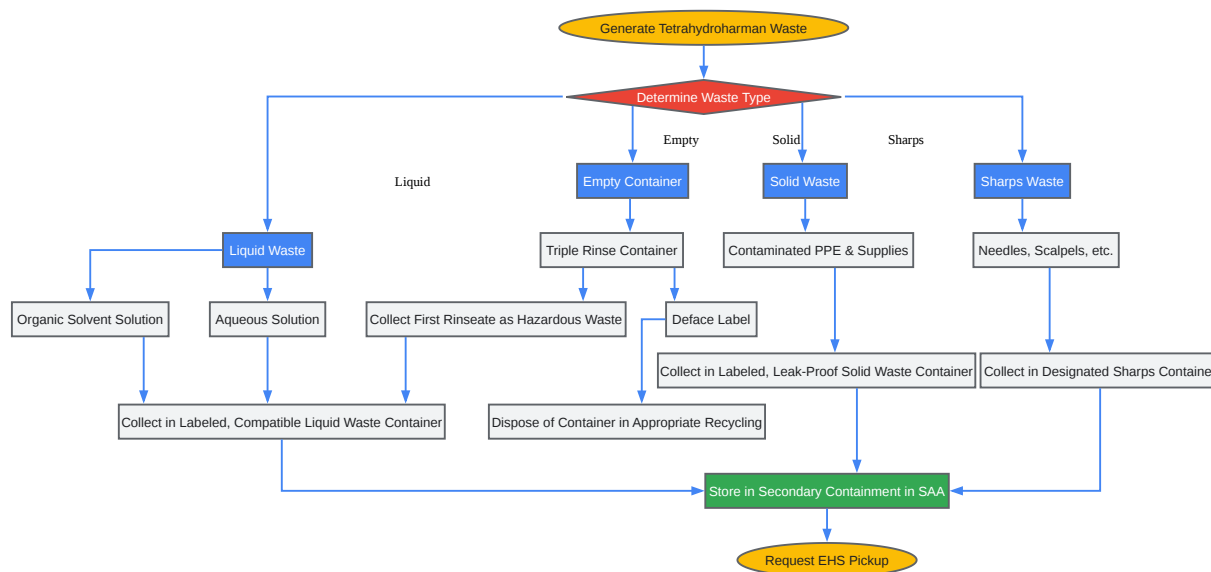 Generate Tetrahydroharman Waste
Determine Waste Type
Empty
Solid
Sharps
Liquid
Empty Container
Solid Waste
Sharps Waste
Liquid Waste
Triple Rinse Container
Contaminated PPE & Supplies
Needles, Scalpels, etc.
Organic Solvent Solution
Aqueous Solution
Collect First Rinseate as Hazardous Waste
Deface Label
Collect in Labeled, Leak-Proof Solid Waste Container
Collect in Designated Sharps Containe
Collect in Labeled, Compatible Liquid Waste Container
Dispose of Container in Appropriate Recycling
Store in Secondary Containment in SAA
Request EHS Pickup